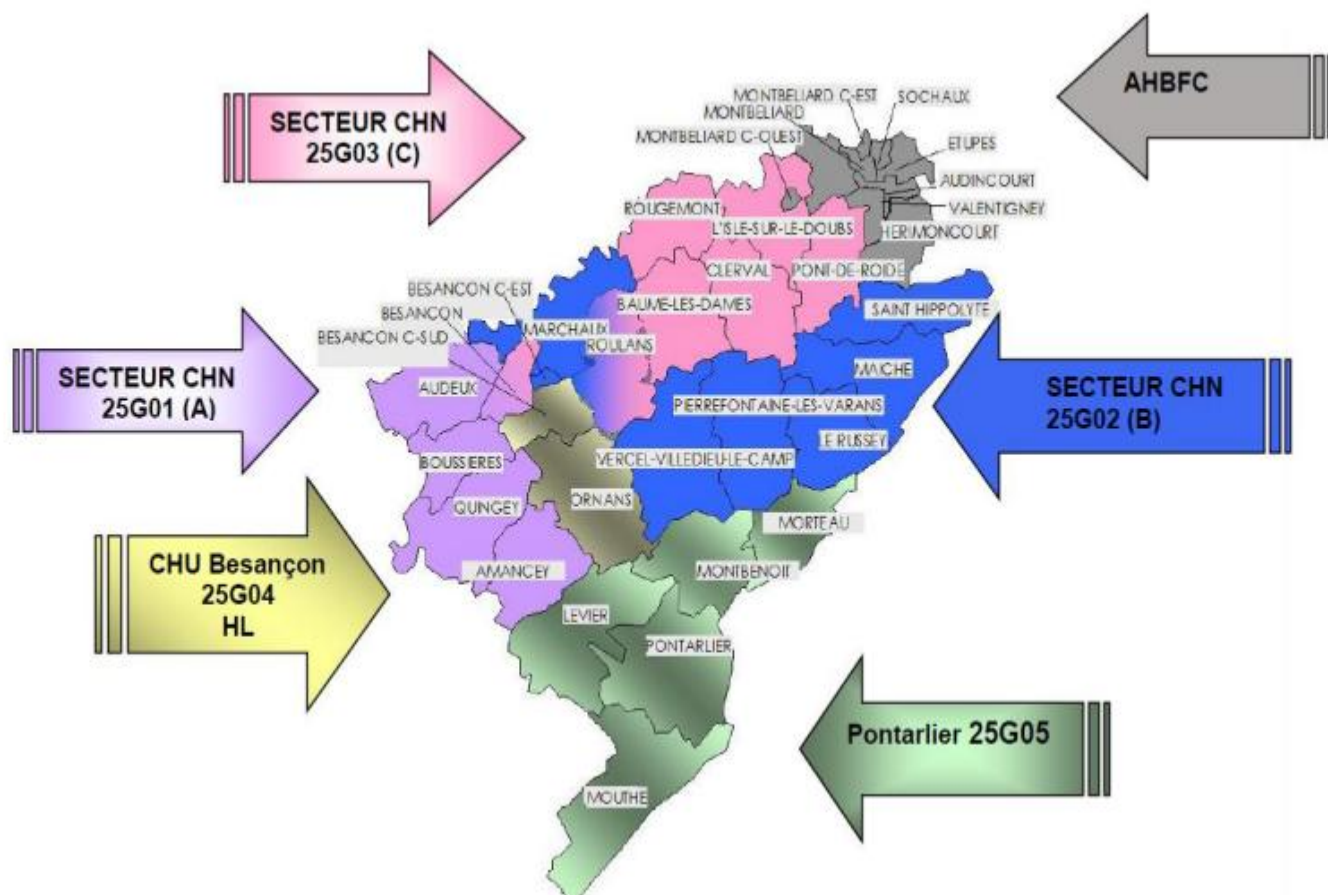 AHBFC
SECTEUR CHN
25G03 (C)
MONTBELIARD C-EST
SOCHAUX
MONTBELIARD
MONTBELIARD C-OUEST
ETUPES
AUDINCOURT
VALENTIGNEY
HERIMONCOURT
ROUGEMONT
L'ISLE-SUR-LE-DOUBS
CLERVAL
PONT-DE-ROIDE
BESANCON C-EST
BESANCON
BESANCON C-SUD
BAUME-LES-DAMES
SAINT HIPPOLYTE
MARCHAUX
ROULANS
SECTEUR CHN
25G01 (A)
AUDEUX
MAICHE
SECTEUR CHN
25G02 (B)
PIERREFONTAINE-LES-VARANS
LE RUSSEY
BOUSSIERES
VERCEL-VILLEDIEU-LE-CAMP
QUINGEY
ORNANS
MORTEAU
CHU Besançon
25G04
HL
AMANCEY
MONTBENOIT
LEVIER
PONTARLIER
Pontarlier 25G05
MOUTHE